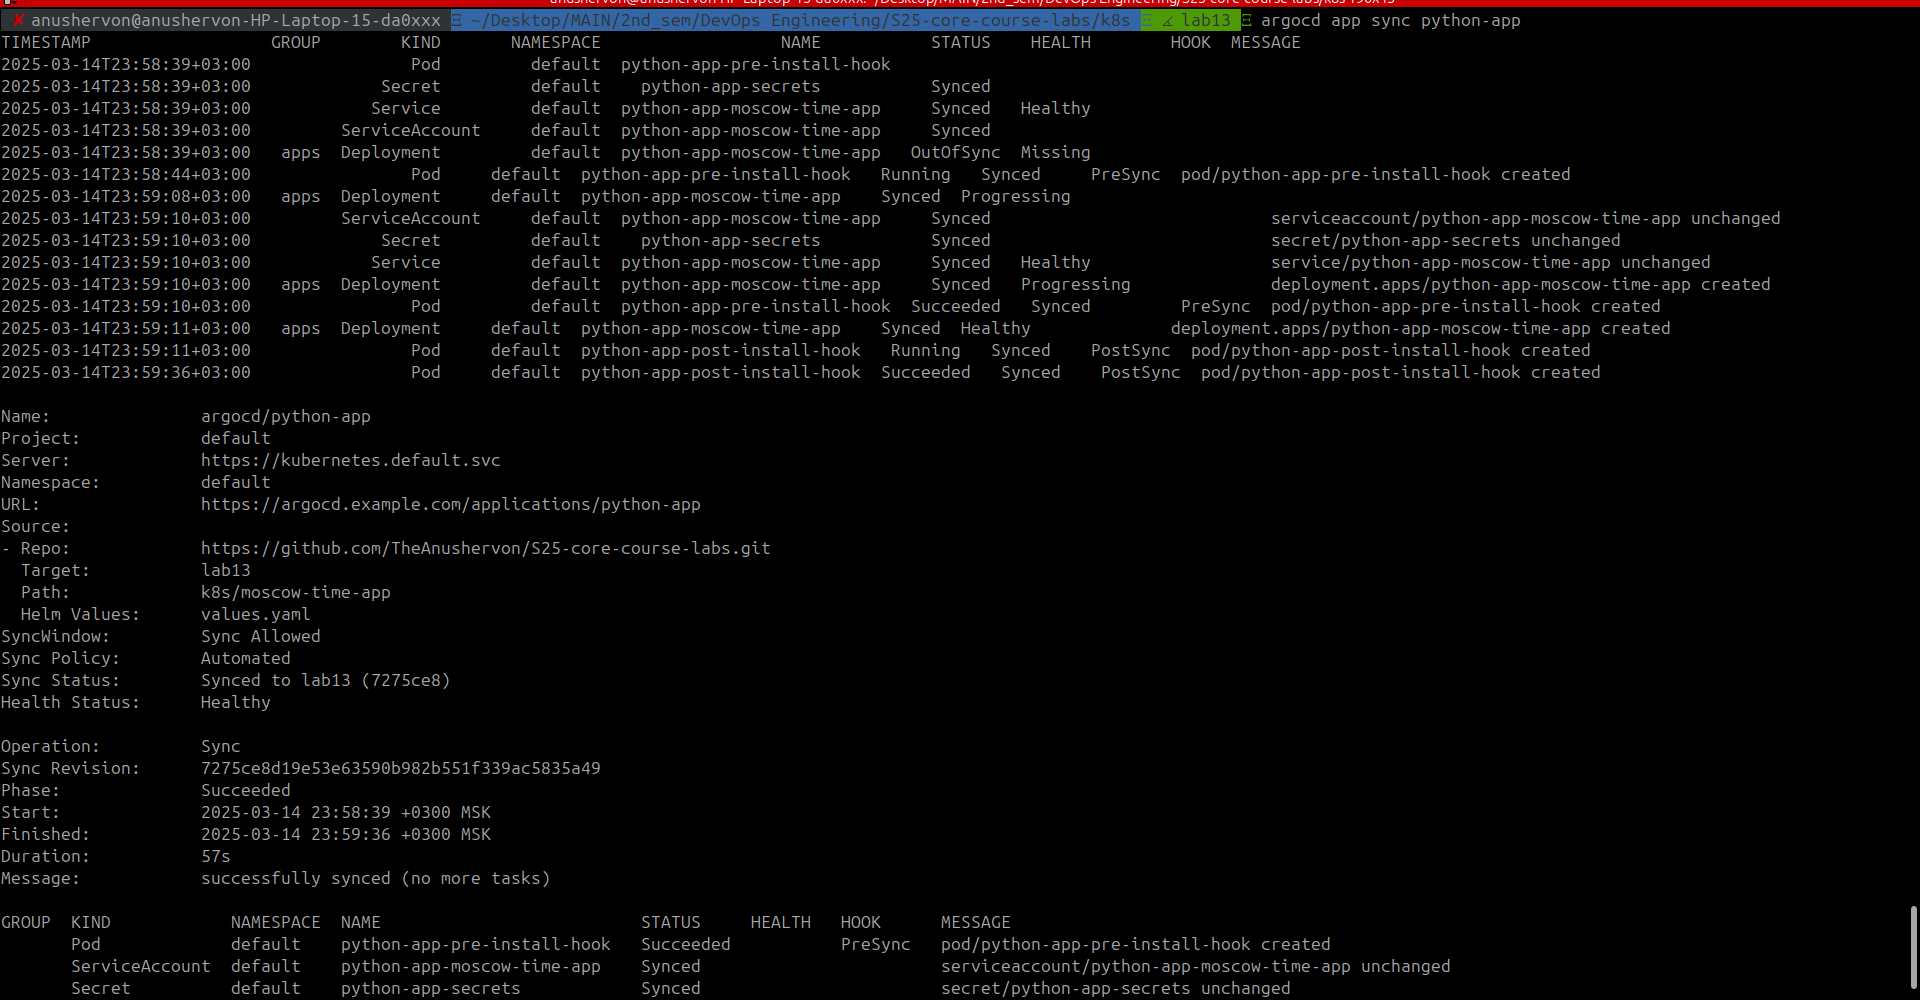 ✘ anushervon@anushervon-HP-Laptop-15-da0xxx ~/Desktop/MAIN/2nd_sem/DevOps Engineering/S25-core-course-labs/k8s lab13 argocd app sync python-app
TIMESTAMP GROUP KIND NAMESPACE NAME STATUS HEALTH HOOK MESSAGE
2025-03-14T23:58:39+03:00 Pod default python-app-pre-install-hook
2025-03-14T23:58:39+03:00 Secret default python-app-secrets Synced
2025-03-14T23:58:39+03:00 Service default python-app-moscow-time-app Synced Healthy
2025-03-14T23:58:39+03:00 ServiceAccount default python-app-moscow-time-app Synced
2025-03-14T23:58:39+03:00 apps Deployment default python-app-moscow-time-app OutOfSync Missing
2025-03-14T23:58:44+03:00 Pod default python-app-pre-install-hook Running Synced PreSync pod/python-app-pre-install-hook created
2025-03-14T23:59:08+03:00 apps Deployment default python-app-moscow-time-app Synced Progressing
2025-03-14T23:59:10+03:00 ServiceAccount default python-app-moscow-time-app Synced serviceaccount/python-app-moscow-time-app unchanged
2025-03-14T23:59:10+03:00 Secret default python-app-secrets Synced secret/python-app-secrets unchanged
2025-03-14T23:59:10+03:00 Service default python-app-moscow-time-app Synced Healthy service/python-app-moscow-time-app unchanged
2025-03-14T23:59:10+03:00 apps Deployment default python-app-moscow-time-app Synced Progressing deployment.apps/python-app-moscow-time-app created
2025-03-14T23:59:10+03:00 Pod default python-app-pre-install-hook Succeeded Synced PreSync pod/python-app-pre-install-hook created
2025-03-14T23:59:11+03:00 apps Deployment default python-app-moscow-time-app Synced Healthy deployment.apps/python-app-moscow-time-app created
2025-03-14T23:59:11+03:00 Pod default python-app-post-install-hook Running Synced PostSync pod/python-app-post-install-hook created
2025-03-14T23:59:36+03:00 Pod default python-app-post-install-hook Succeeded Synced PostSync pod/python-app-post-install-hook created
Name: argocd/python-app
Project: default
Server: https://kubernetes.default.svc
Namespace: default
URL: https://argocd.example.com/applications/python-app
Source:
- Repo: https://github.com/TheAnushervon/S25-core-course-labs.git
Target: lab13
Path: k8s/moscow-time-app
Helm Values: values.yaml
SyncWindow: Sync Allowed
Sync Policy: Automated
Sync Status: Synced to lab13 (7275ce8)
Health Status: Healthy
Operation: Sync
Sync Revision: 7275ce8d19e53e63590b982b551f339ac5835a49
Phase: Succeeded
Start: 2025-03-14 23:58:39 +0300 MSK
Finished: 2025-03-14 23:59:36 +0300 MSK
Duration: 57s
Message: successfully synced (no more tasks)
GROUP KIND NAMESPACE NAME STATUS HEALTH HOOK MESSAGE
Pod default python-app-pre-install-hook Succeeded PreSync pod/python-app-pre-install-hook created
ServiceAccount default python-app-moscow-time-app Synced serviceaccount/python-app-moscow-time-app unchanged
Secret default python-app-secrets Synced secret/python-app-secrets unchanged